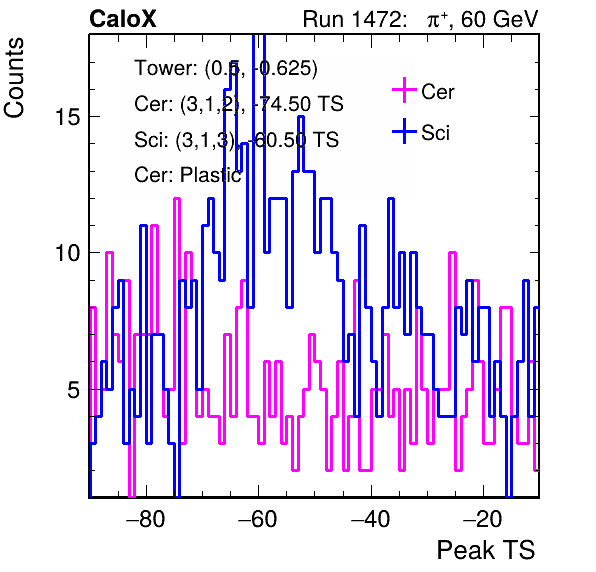 CaloX Run 1472: π⁺, 60 GeV
Counts
Tower: (0.5, -0.625)
Cer: (3,1,2), -74.50 TS
Sci: (3,1,3), -60.50 TS
Cer: Plastic
Cer
Sci
15
10
5
−80 −60 −40 −20
Peak TS